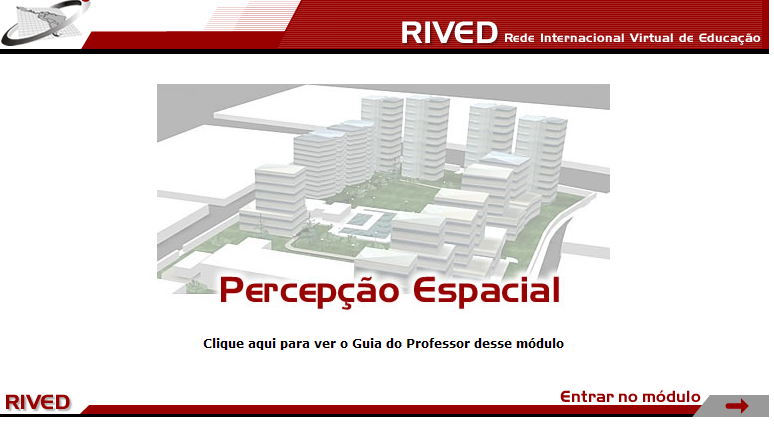 RIVED Rede Internacional Virtual de Educação
Percepção Espacial
Clique aqui para ver o Guia do Professor desse módulo
Entrar no módulo
RIVED